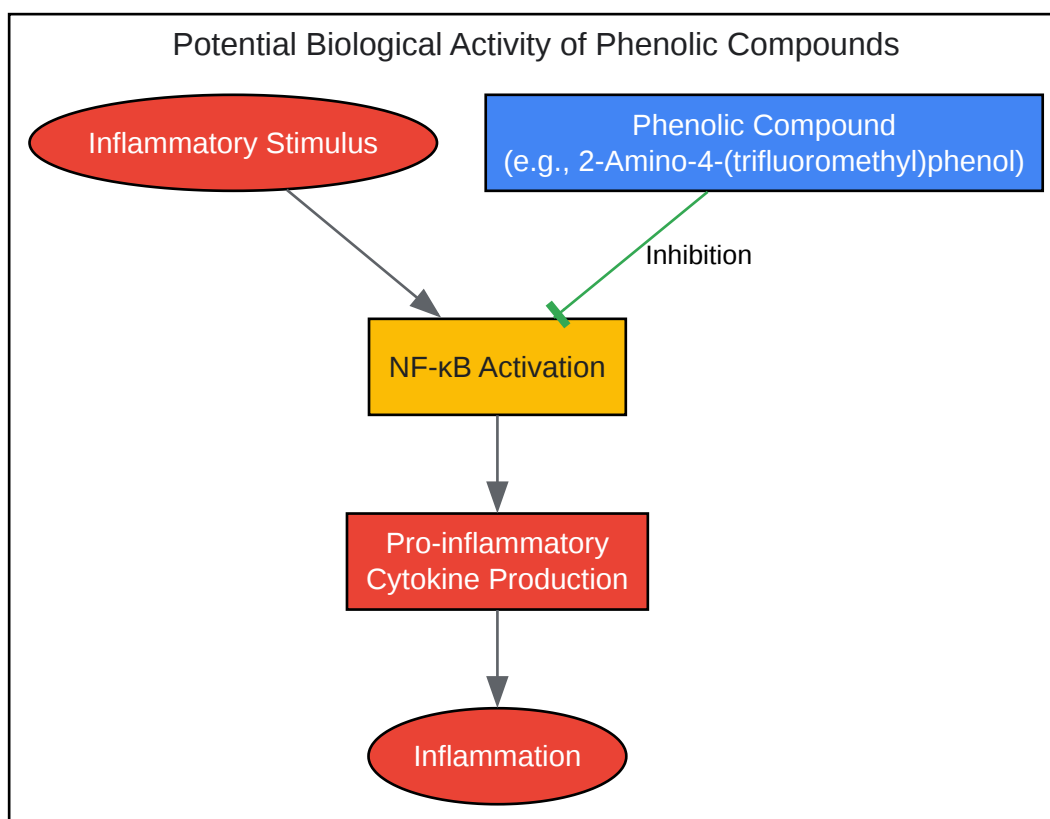 Potential Biological Activity of Phenolic Compounds
Inflammatory Stimulus
Phenolic Compound
(e.g., 2-Amino-4-(trifluoromethyl)phenol)
Inhibition
NF-κB Activation
Pro-inflammatory
Cytokine Production
Inflammation